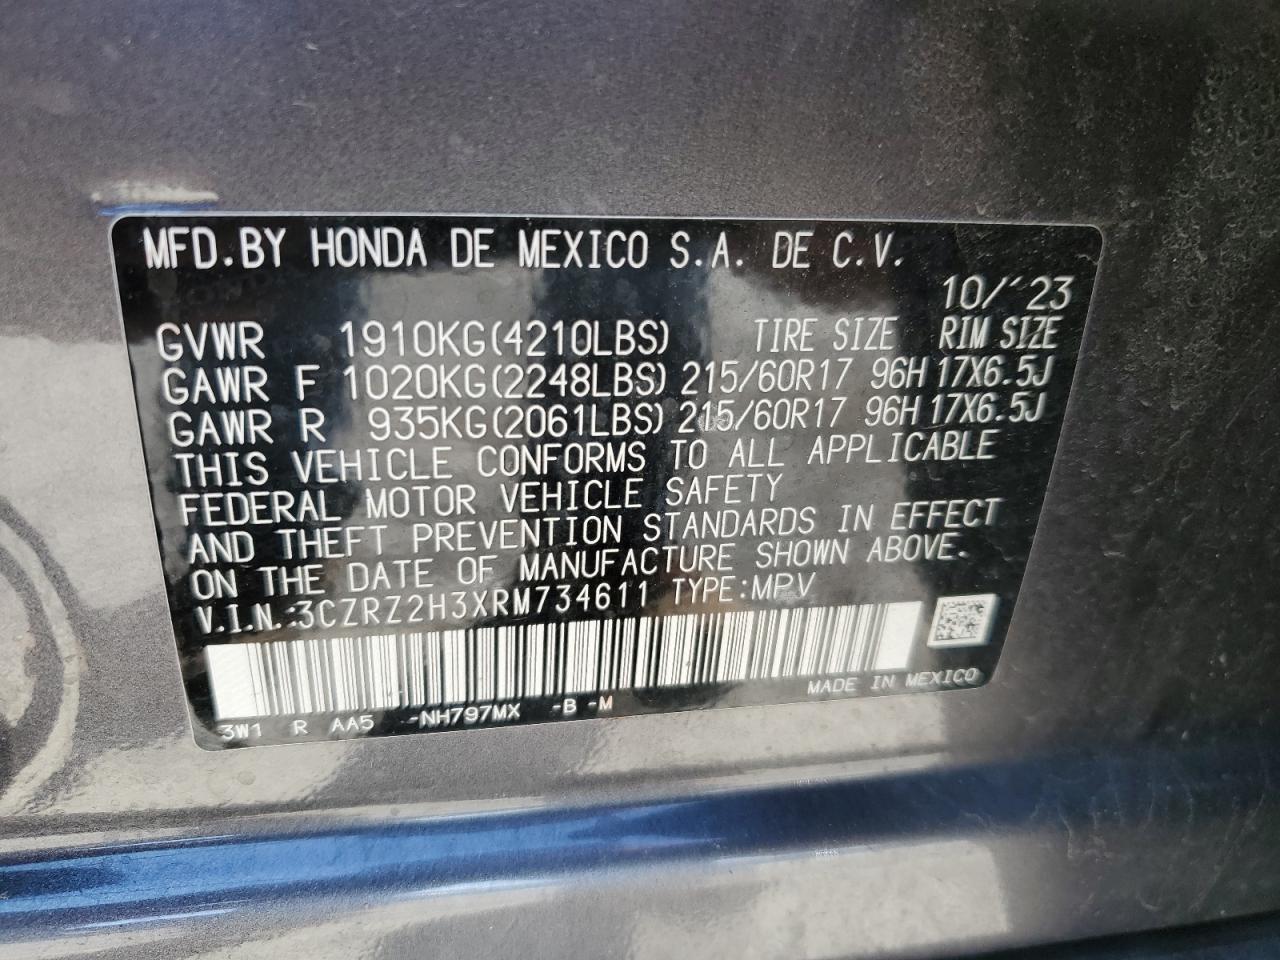 MFD.BY HONDA DE MEXICO S.A. DE C.V.
10/´23
GVWR 1910KG(4210LBS) TIRE SIZE RIM SIZE
GAWR F 1020KG(2248LBS) 215/60R17 96H 17X6.5J
GAWR R 935KG(2061LBS) 215/60R17 96H 17X6.5J
THIS VEHICLE CONFORMS TO ALL APPLICABLE
FEDERAL MOTOR VEHICLE SAFETY
AND THEFT PREVENTION STANDARDS IN EFFECT
ON THE DATE OF MANUFACTURE SHOWN ABOVE.
V.I.N.:3CZRZ2H3XRM734611 TYPE:MPV
MADE IN MEXICO
3W1 R AA5 -NH797MX -B -M